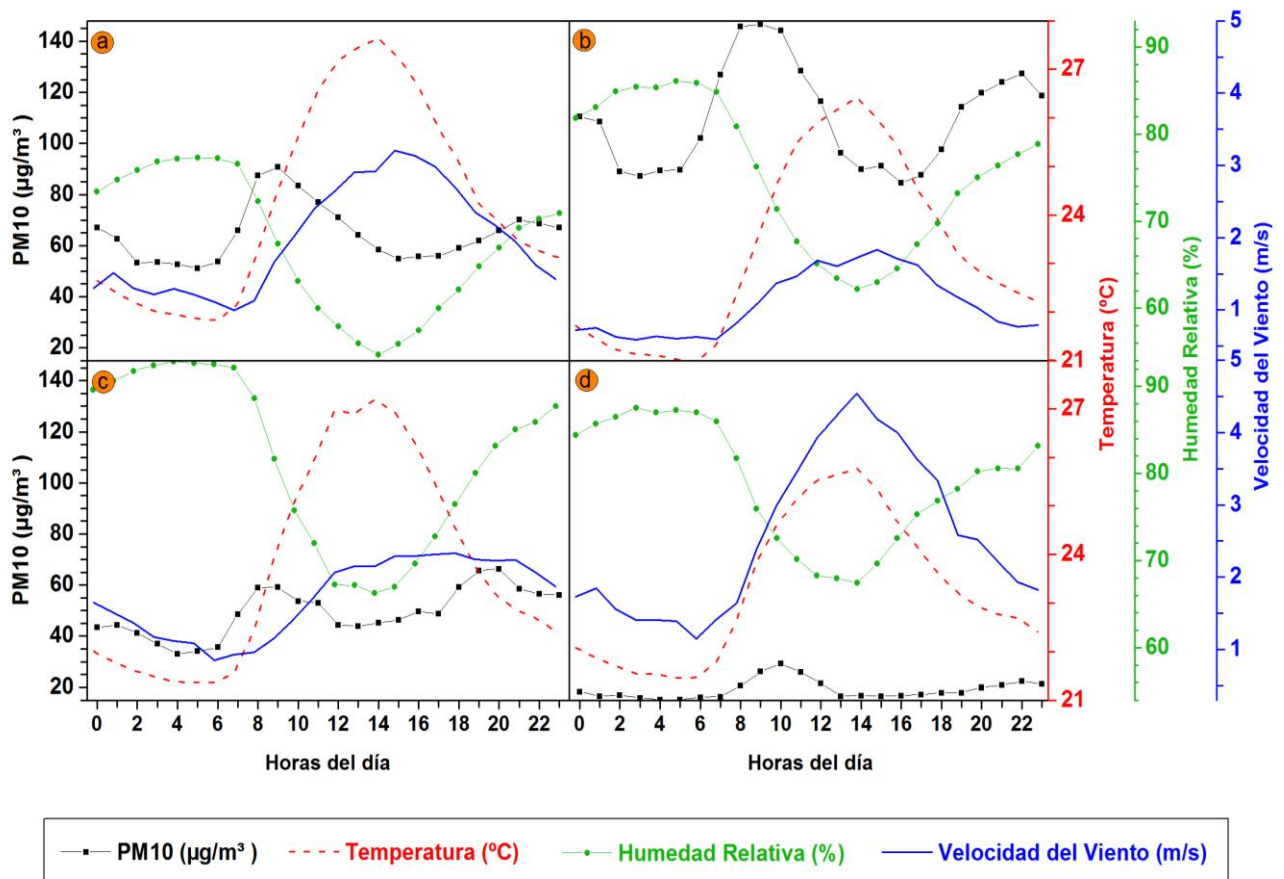 a
b
PM10 (µg/m³)
140
120
100
80
60
40
20
27
24
21
Temperatura (ºC)
90
80
70
60
Humedad Relativa (%)
5
4
3
2
1
5
4
3
2
1
Velocidad del Viento (m/s)
c
d
PM10 (µg/m³)
140
120
100
80
60
40
20
27
24
21
90
80
70
60
0 2 4 6 8 10 12 14 16 18 20 22
0 2 4 6 8 10 12 14 16 18 20 22
Horas del día
Horas del día
PM10 (µg/m³ )
Temperatura (ºC)
Humedad Relativa (%)
Velocidad del Viento (m/s)